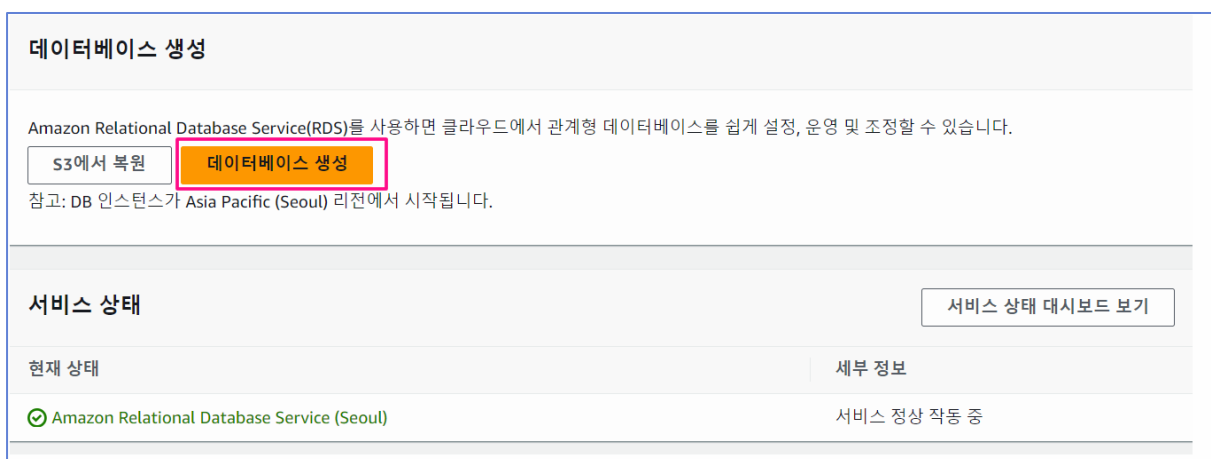 데이터베이스 생성
Amazon Relational Database Service(RDS)를 사용하면 클라우드에서 관계형 데이터베이스를 쉽게 설정, 운영 및 조정할 수 있습니다.
S3에서 복원 데이터베이스 생성
참고: DB 인스턴스가 Asia Pacific (Seoul) 리전에서 시작됩니다.
서비스 상태 서비스 상태 대시보드 보기
현재 상태 세부 정보
Amazon Relational Database Service (Seoul) 서비스 정상 작동 중